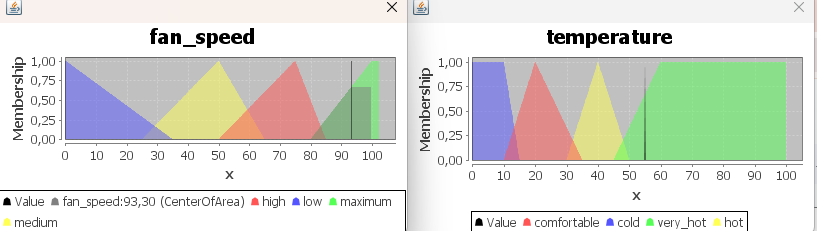 fan_speed
1,00
0,75
0,50
0,25
0,00
Membership
0 10 20 30 40 50 60 70 80 90 100
x
Value fan_speed:93,30 (CenterOfArea) high low maximum
medium
temperature
1,00
0,75
0,50
0,25
0,00
Membership
0 10 20 30 40 50 60 70 80 90 100
x
Value comfortable cold very_hot hot